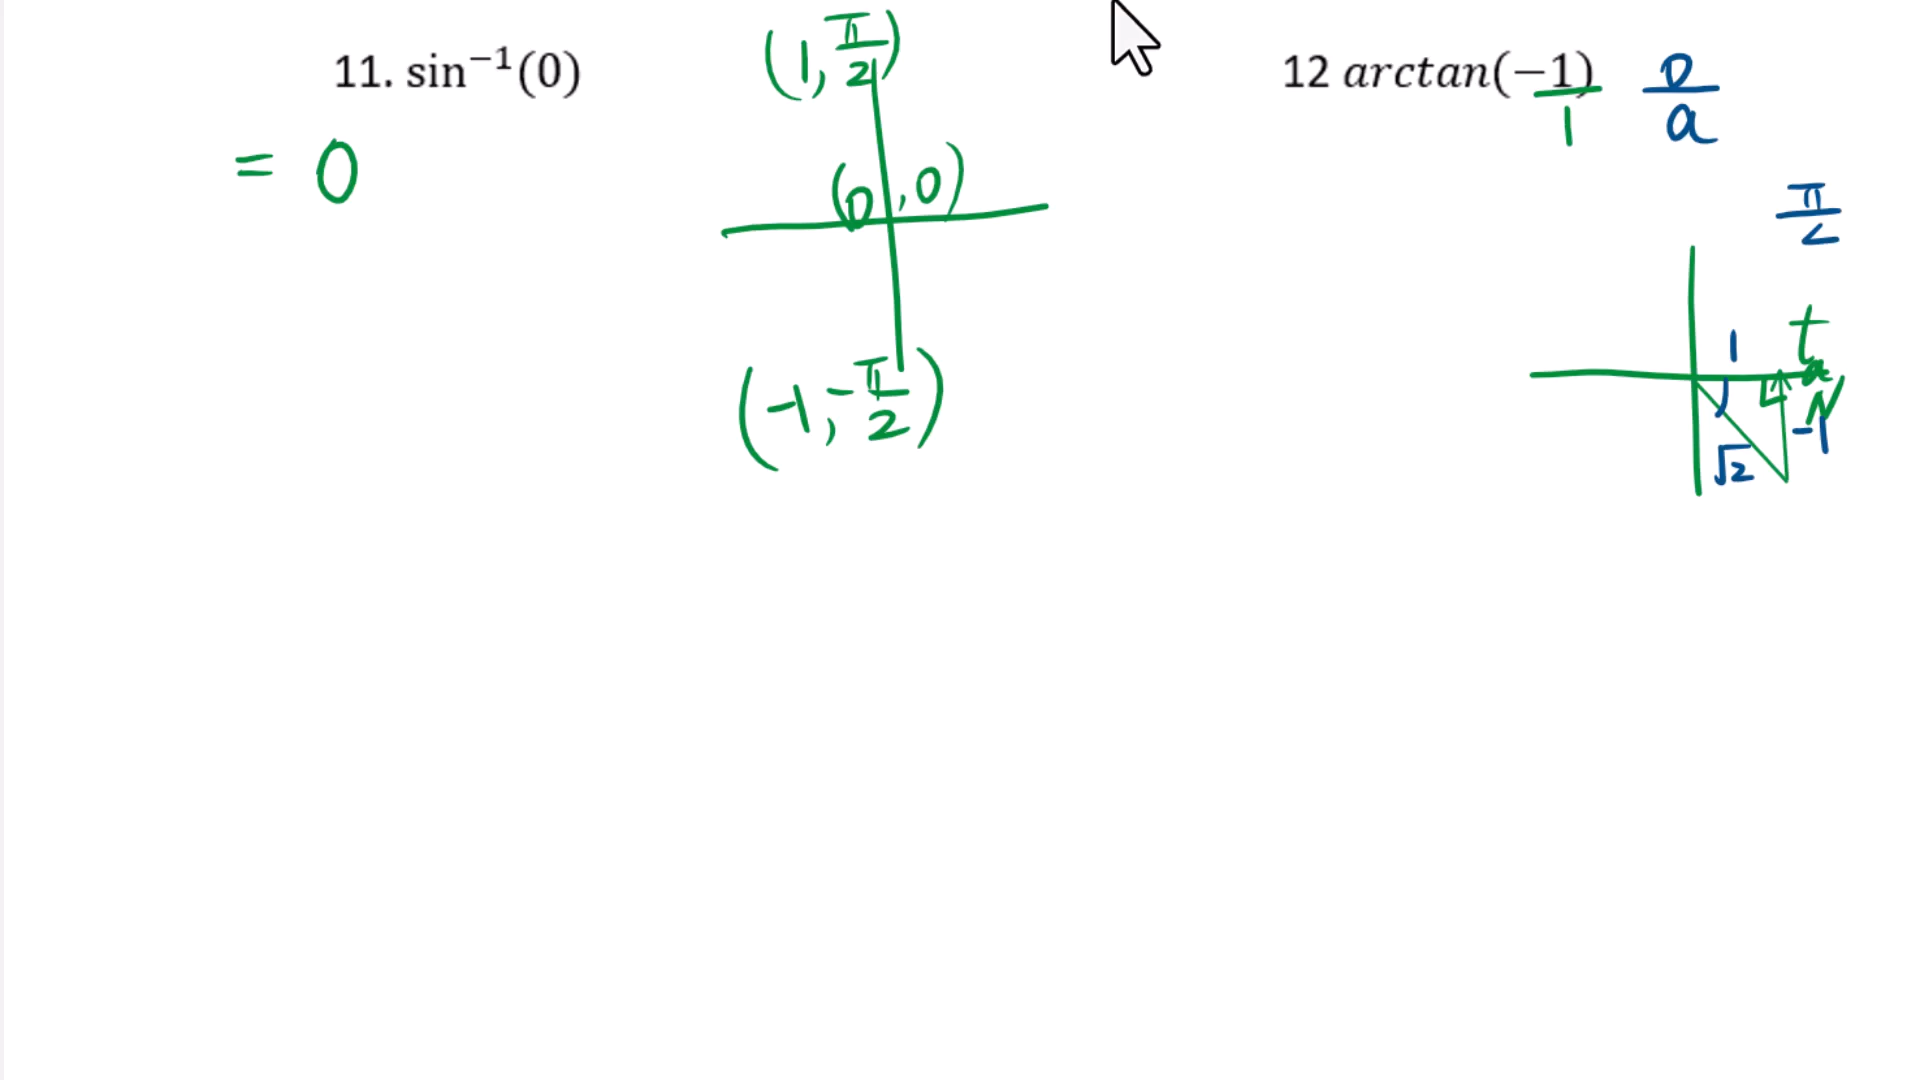 11. sin⁻¹(0)
= 0
(1, π/2)
(0, 0)
(-1, -π/2)
12 arctan(−1)
1
o/a
π/2
1
tan
-1
√2